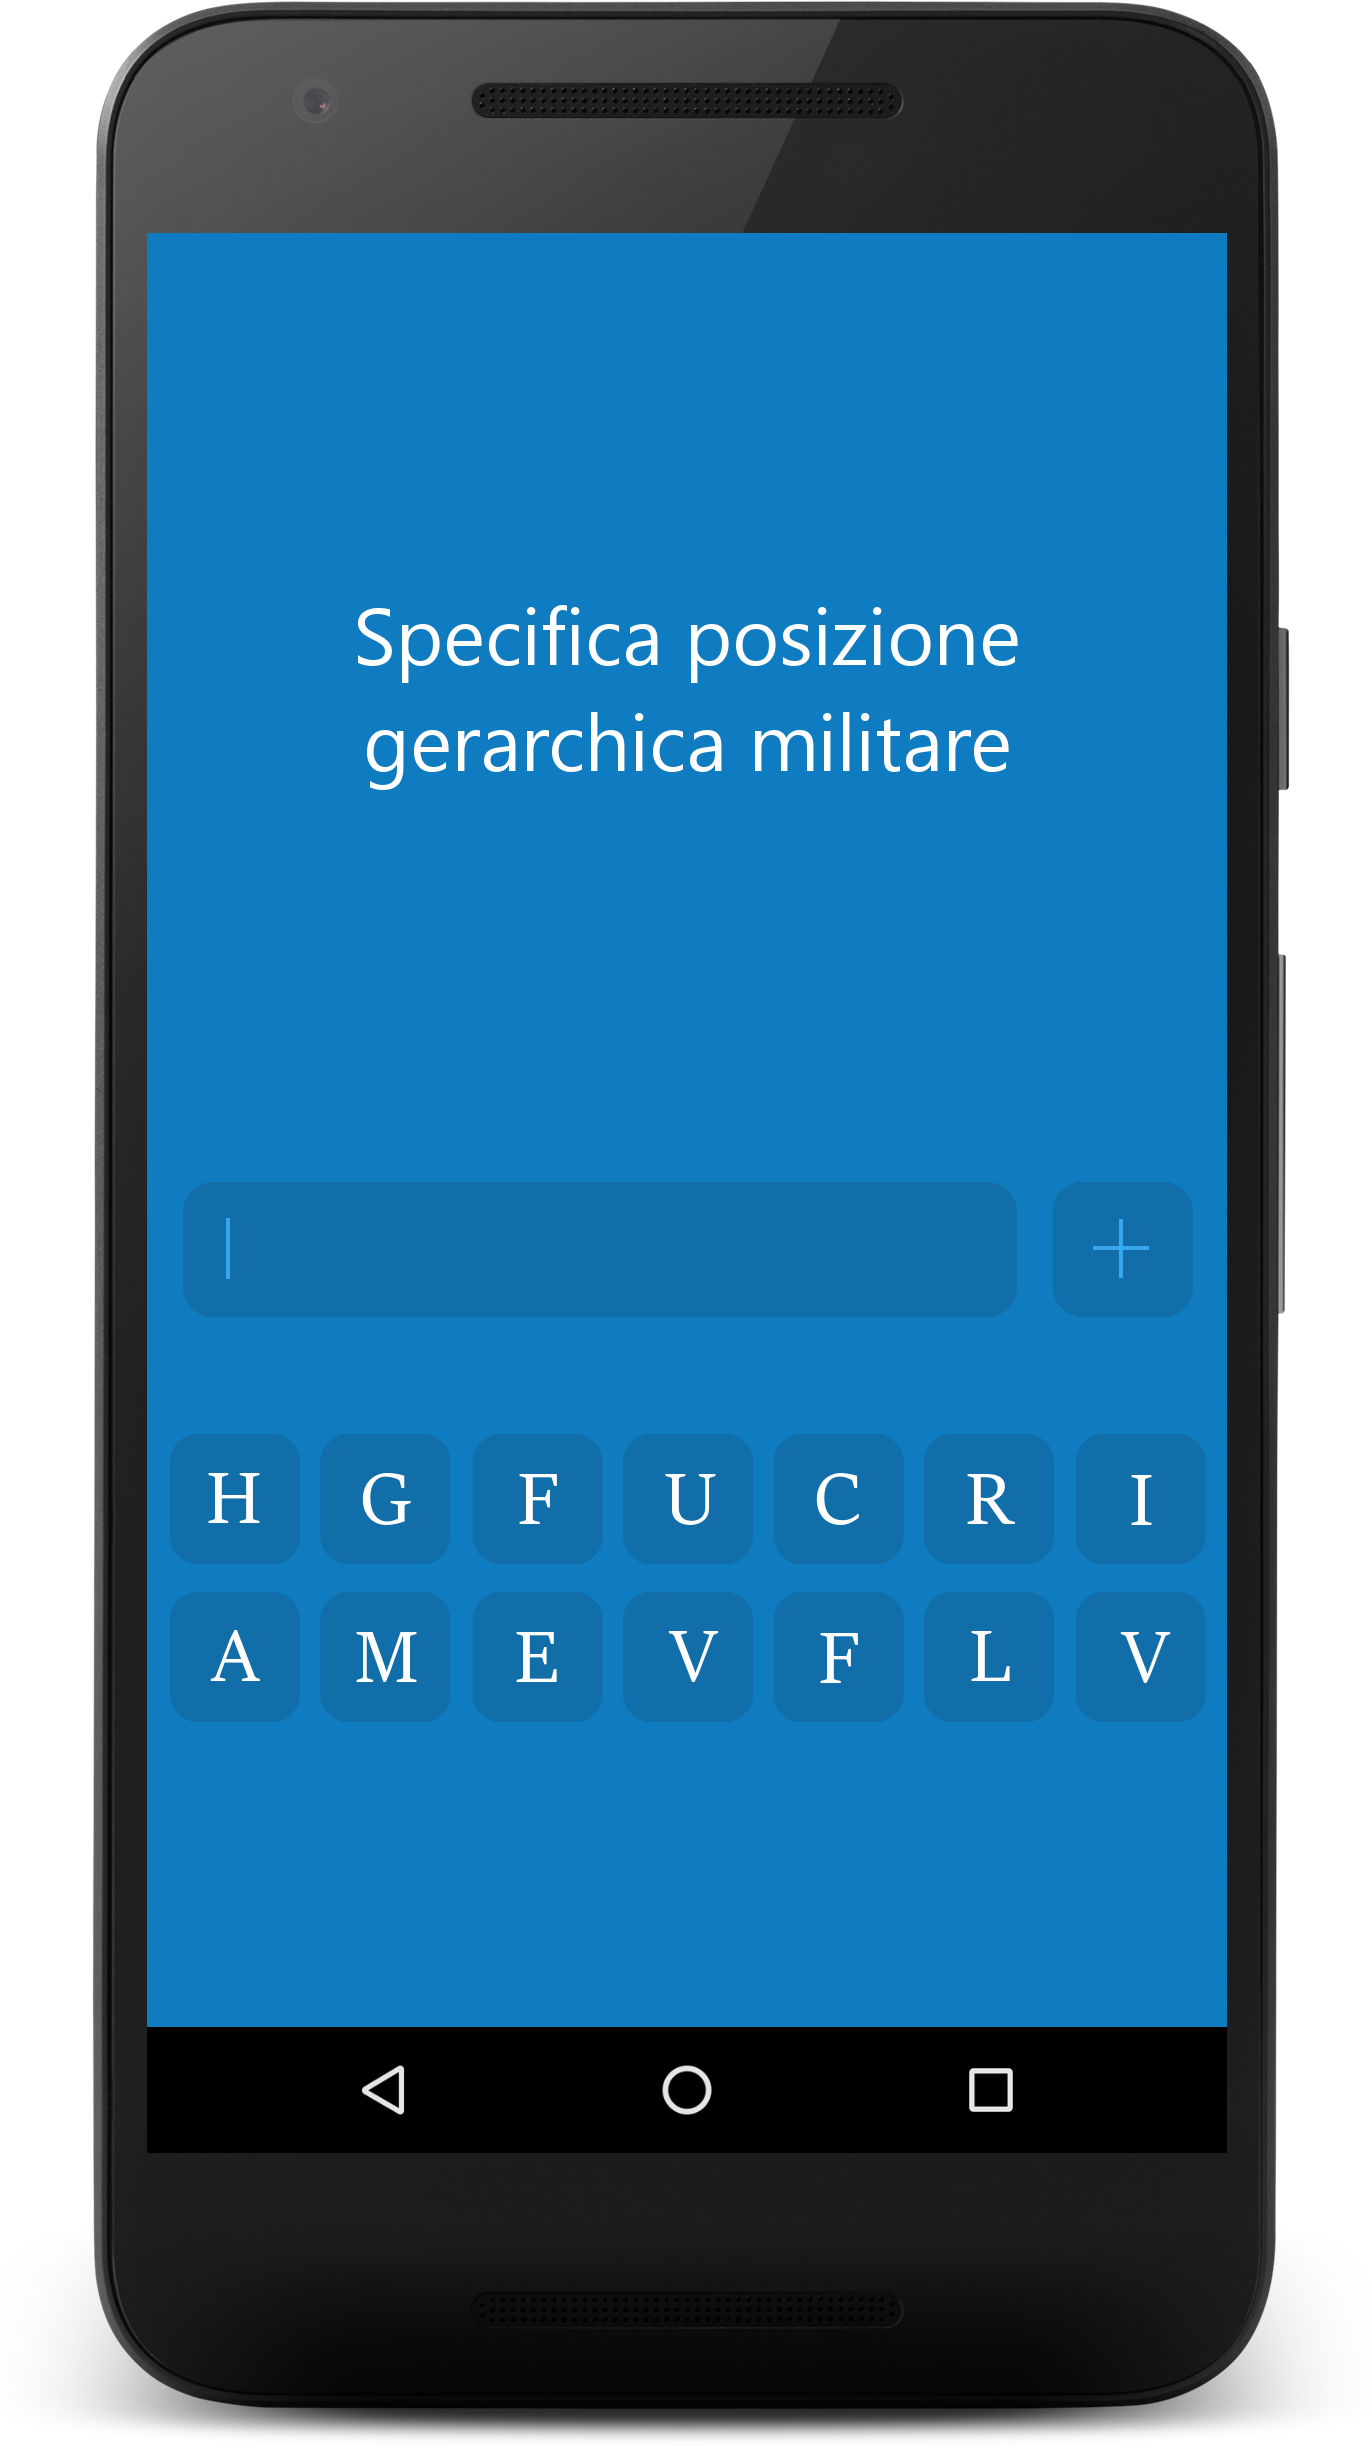 Specifica posizione
gerarchica militare
H G F U C R I
A M E V F L V